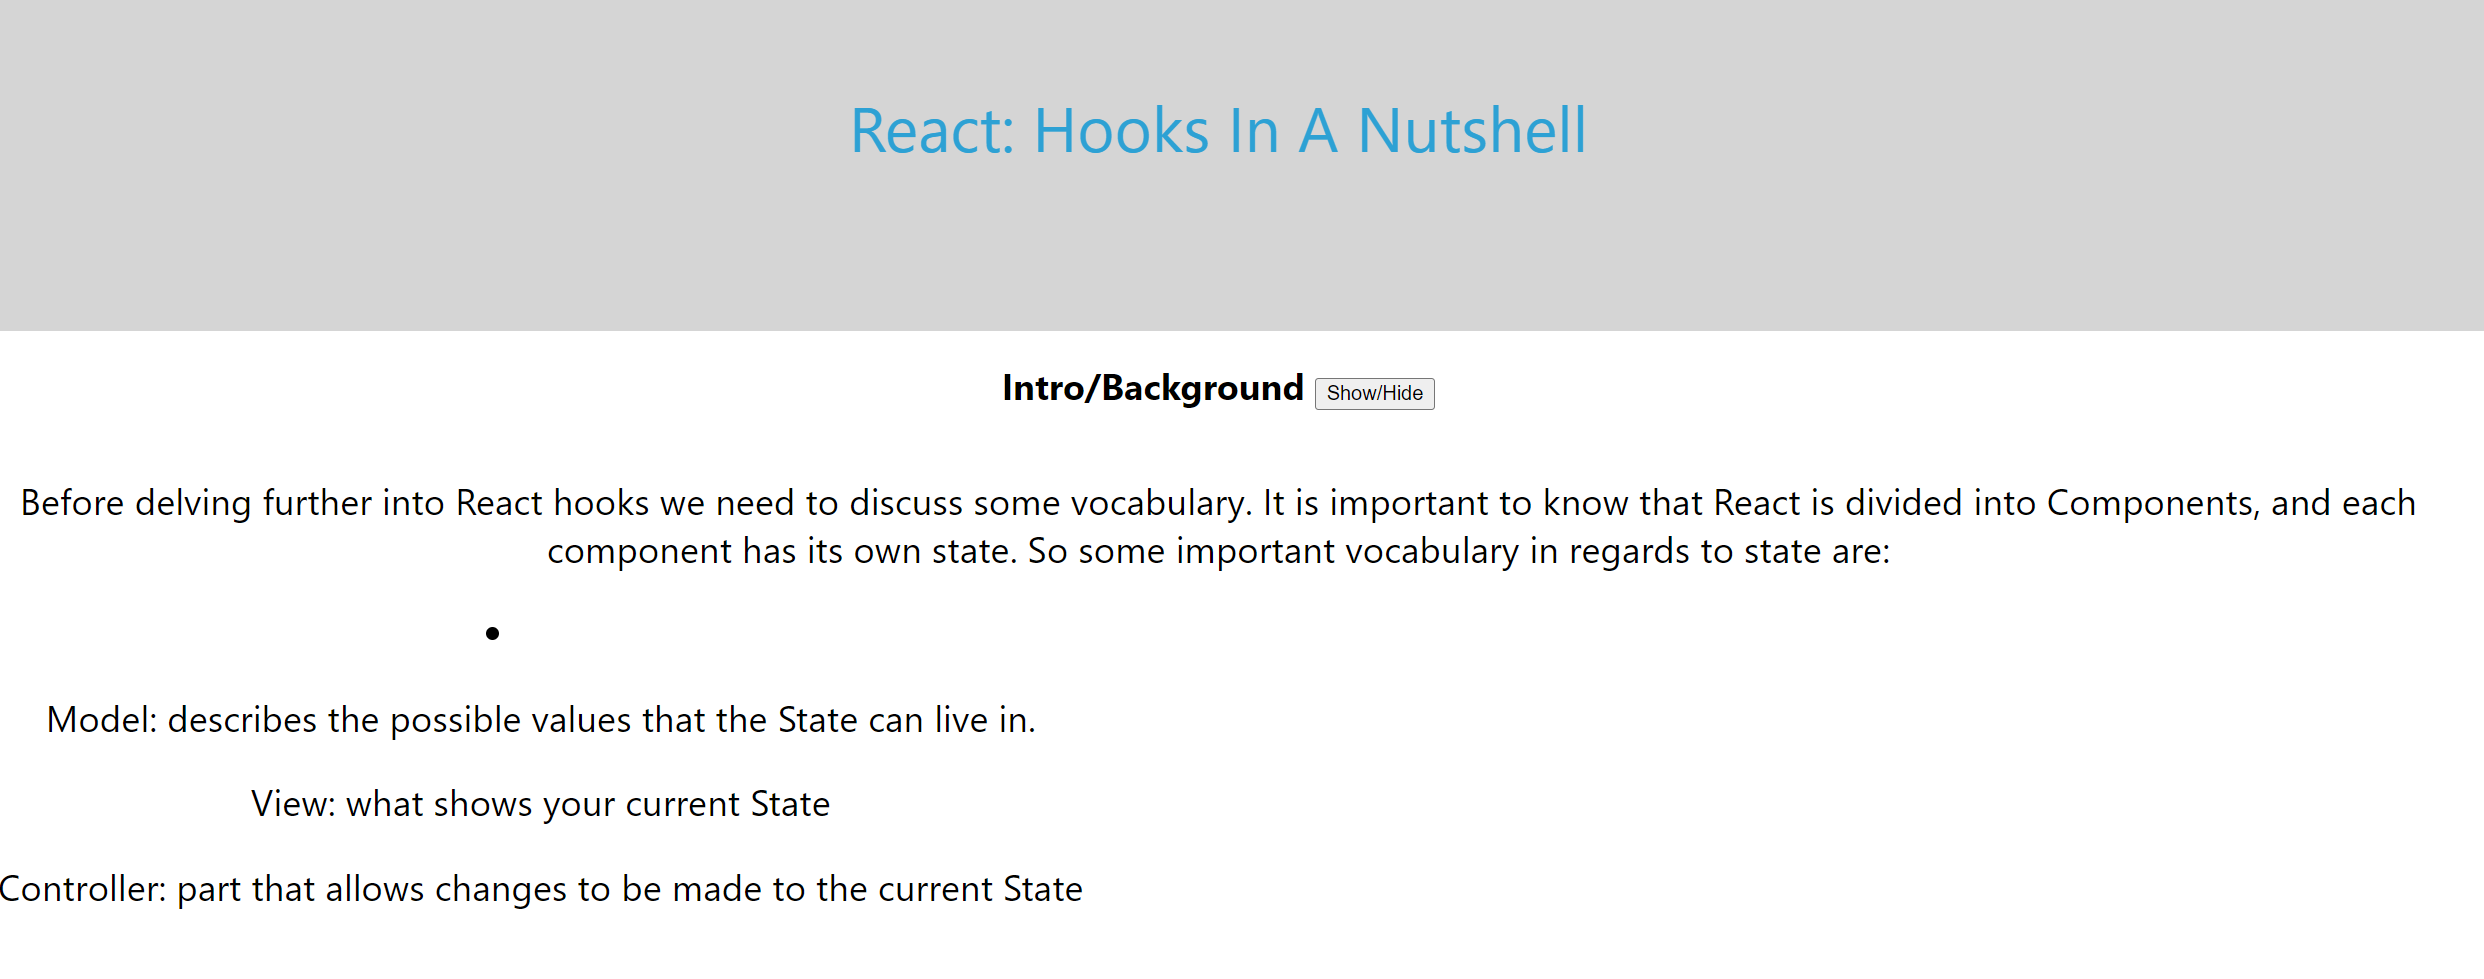 React: Hooks In A Nutshell
Intro/Background Show/Hide
Before delving further into React hooks we need to discuss some vocabulary. It is important to know that React is divided into Components, and each
component has its own state. So some important vocabulary in regards to state are:
•
Model: describes the possible values that the State can live in.
View: what shows your current State
Controller: part that allows changes to be made to the current State